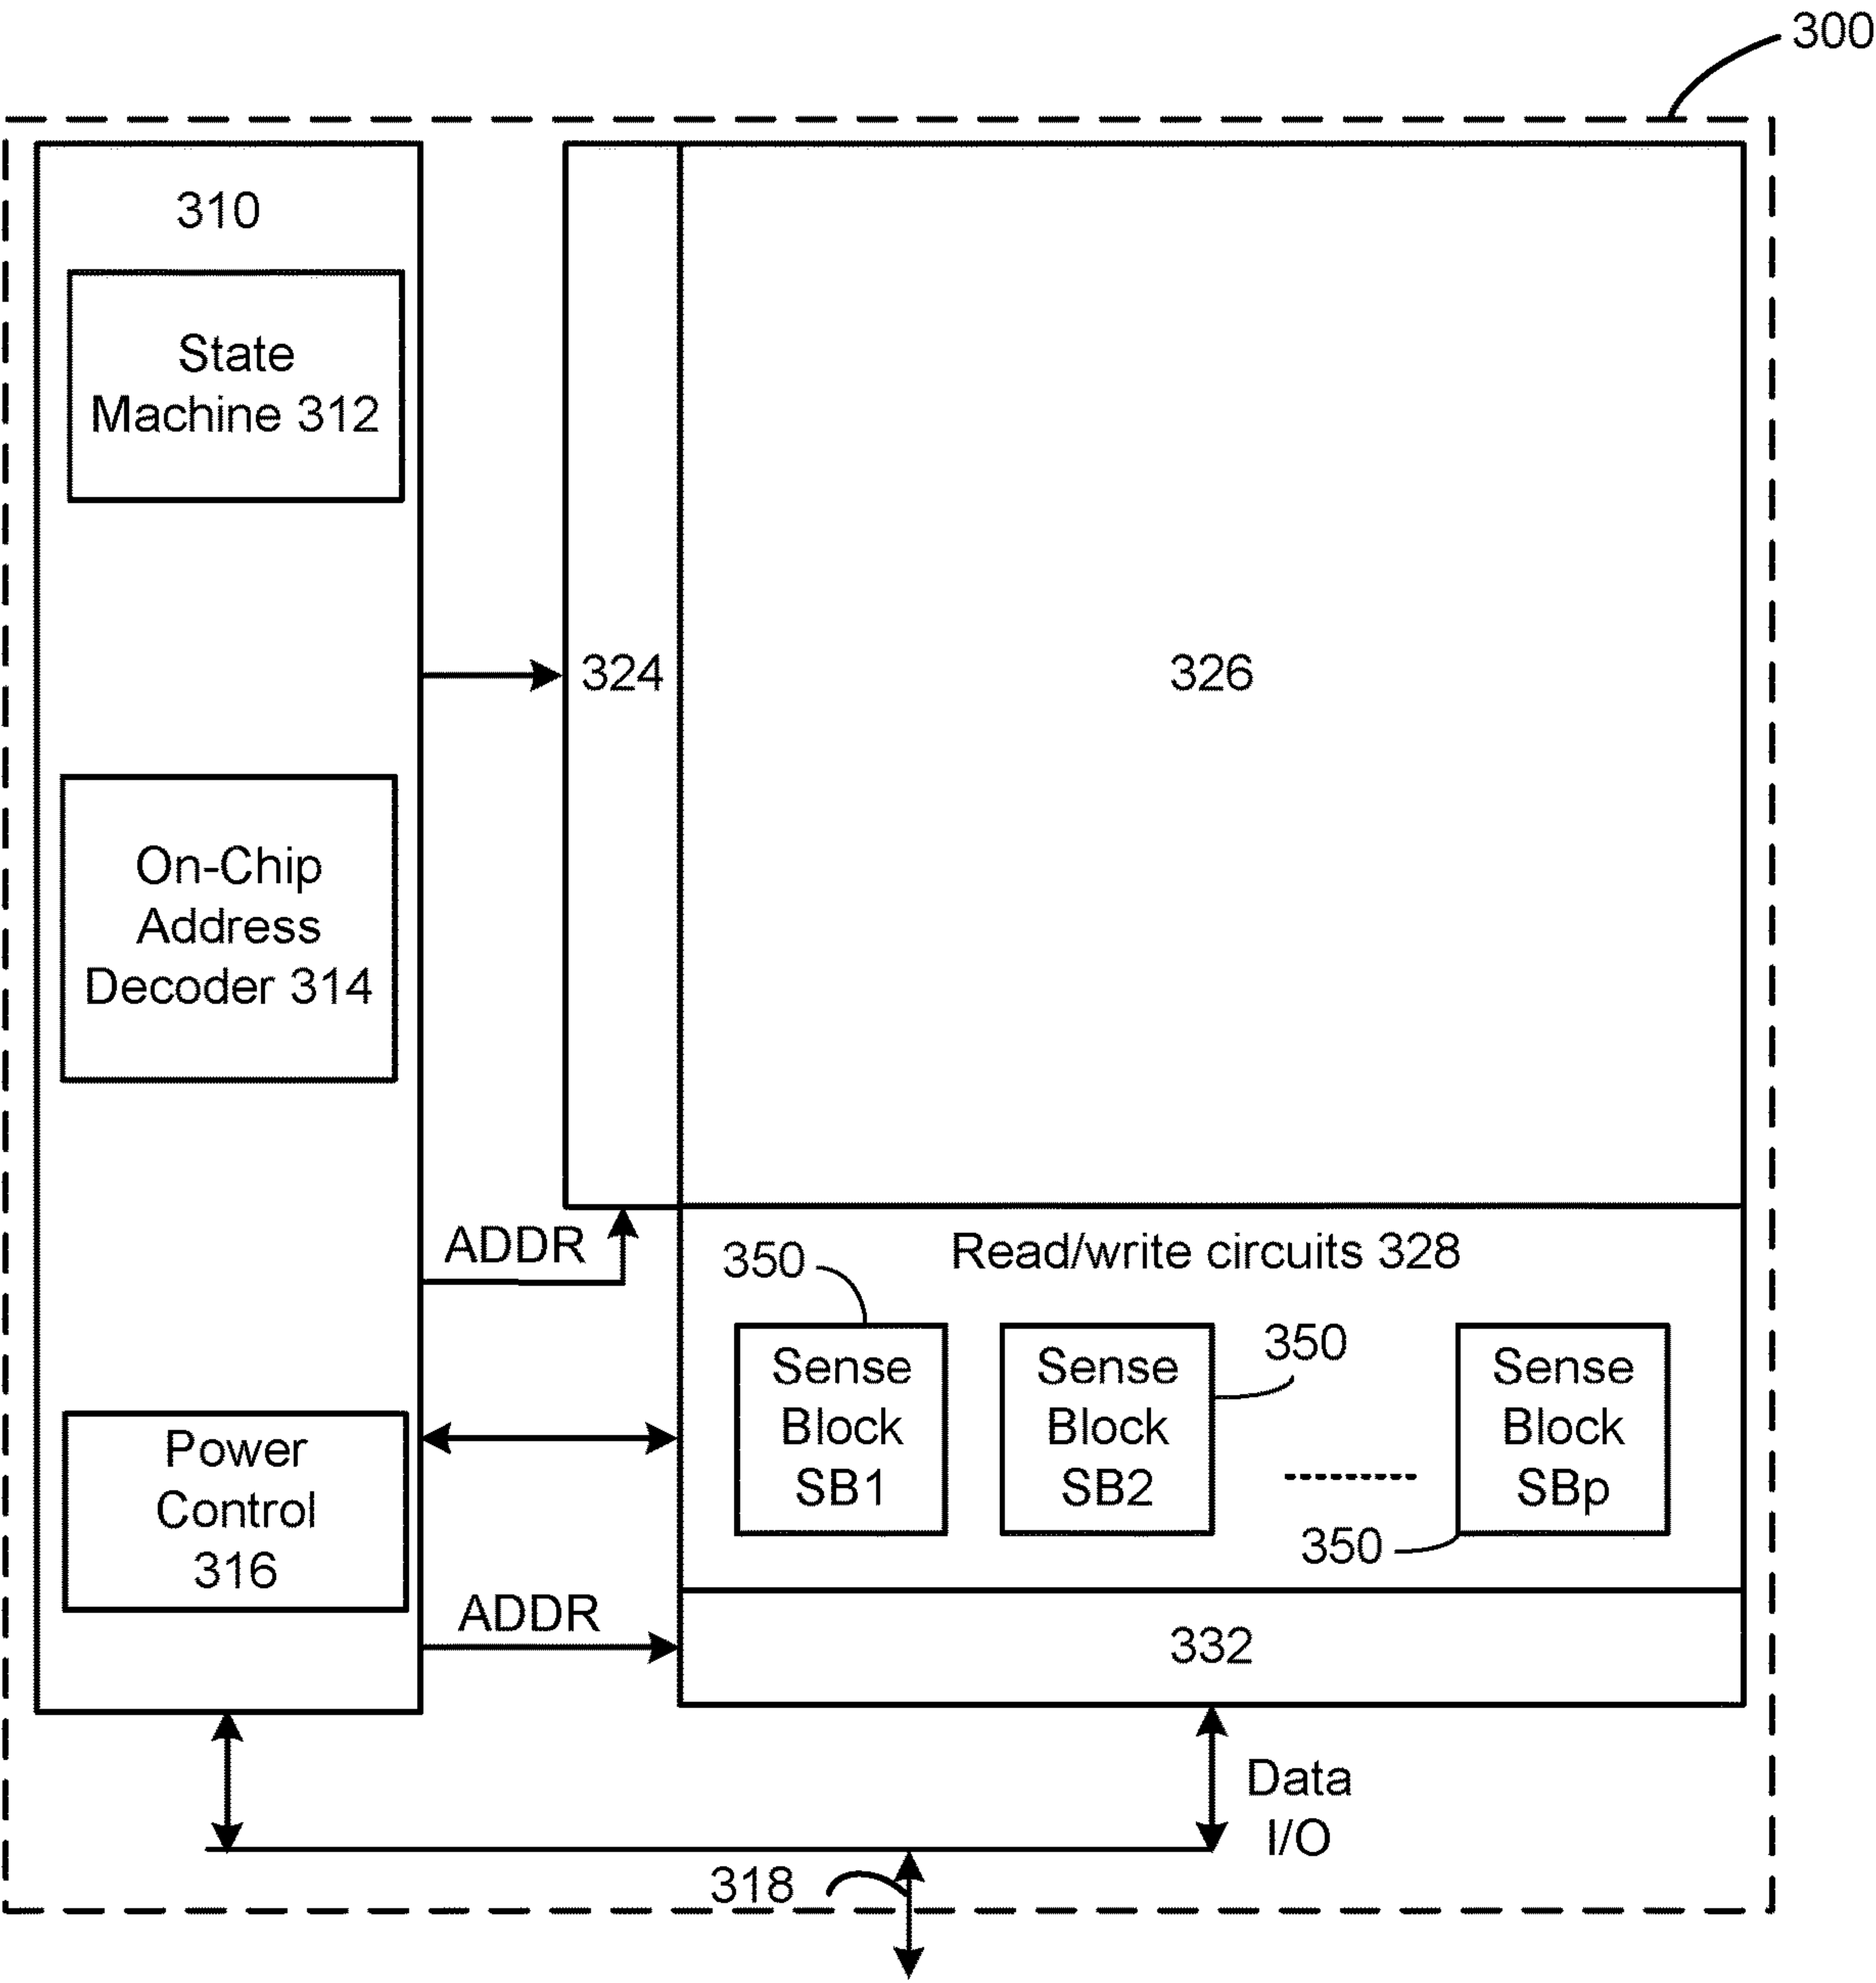 300
310
State
Machine 312
324
326
On-Chip
Address
Decoder 314
ADDR
Read/write circuits 328
350
350
Sense
Block
SB1
Sense
Block
SB2
Sense
Block
SBp
350
Power
Control
316
ADDR
332
Data
I/O
318